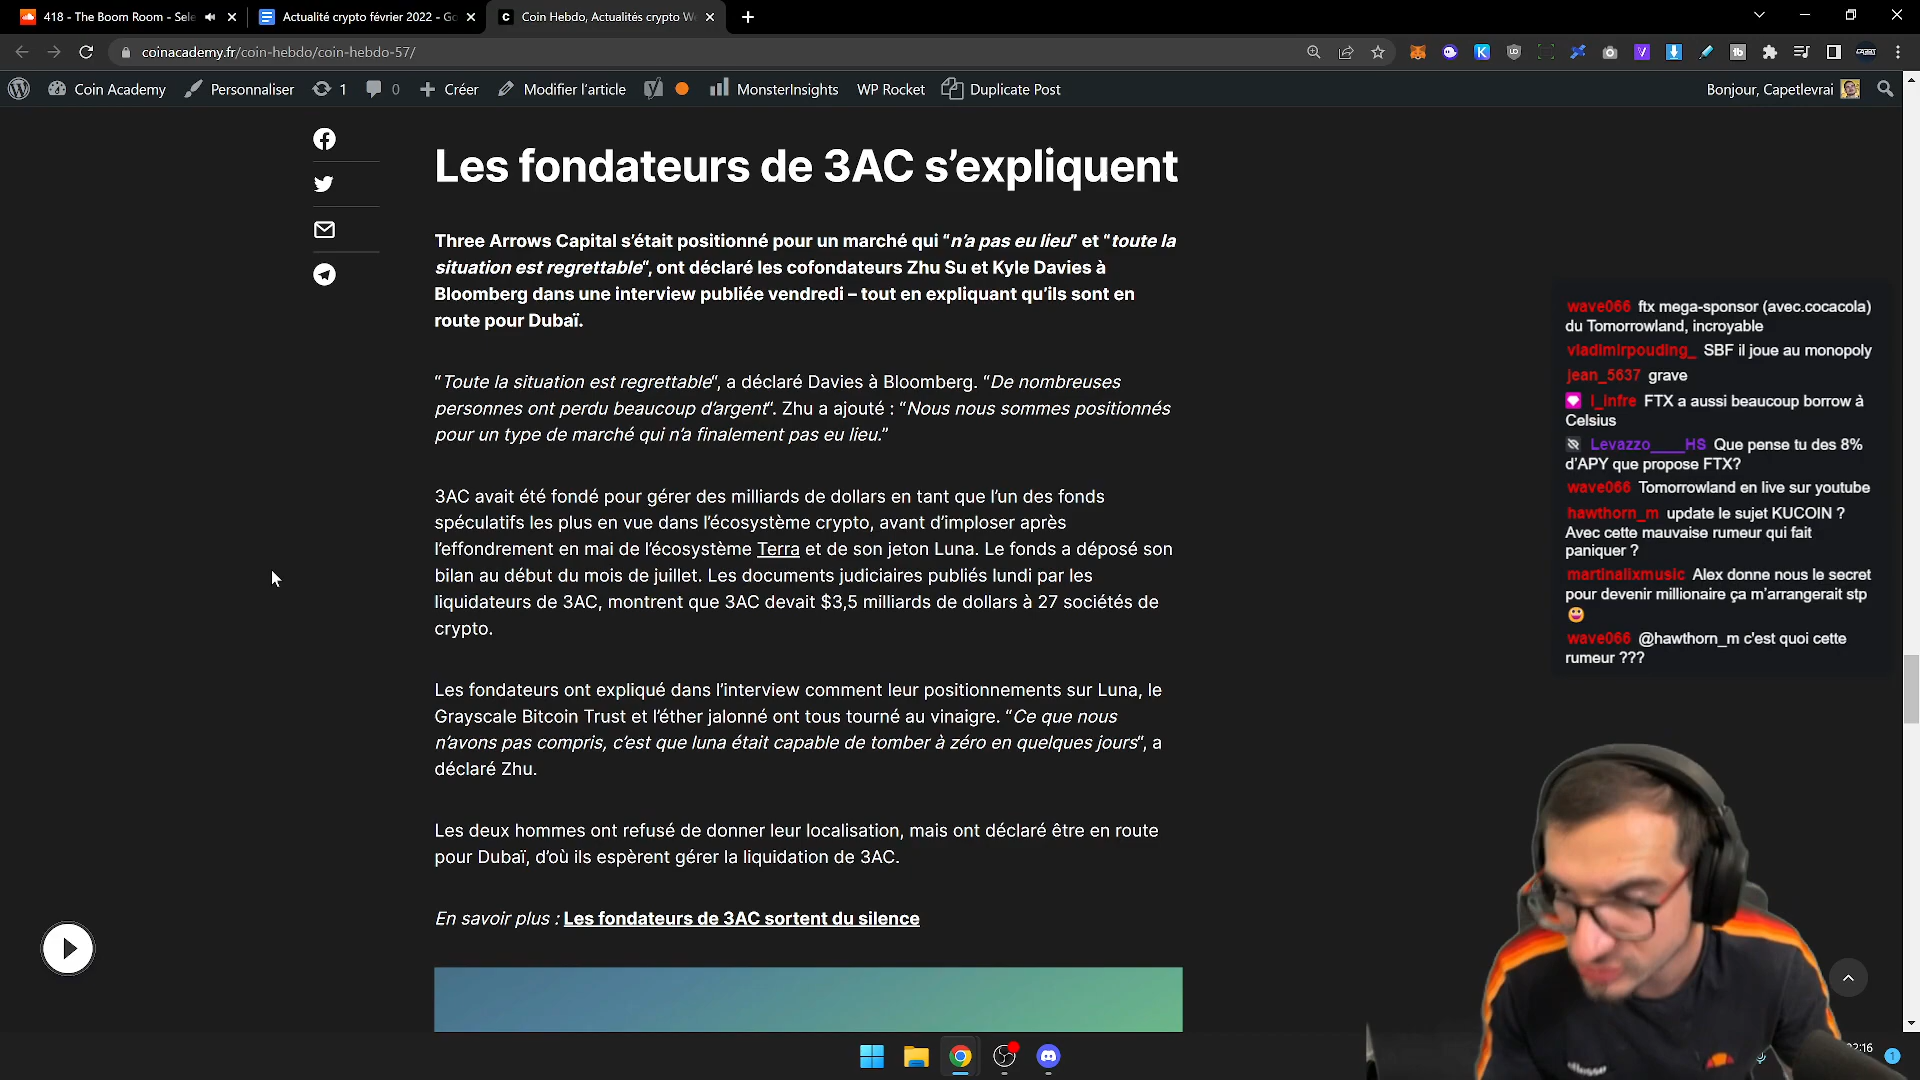 418 - The Boom Room - Sele
Actualité crypto février 2022 - Go
Coin Hebdo, Actualités crypto We
coinacademy.fr/coin-hebdo/coin-hebdo-57/
Coin Academy
Personnaliser
1
0
Créer
Modifier l'article
MonsterInsights
WP Rocket
Duplicate Post
Bonjour, Capetlevrai
Les fondateurs de 3AC s’expliquent
Three Arrows Capital s’était positionné pour un marché qui “n’a pas eu lieu” et “toute la
situation est regrettable“, ont déclaré les cofondateurs Zhu Su et Kyle Davies à
Bloomberg dans une interview publiée vendredi – tout en expliquant qu’ils sont en
route pour Dubaï.
“Toute la situation est regrettable“, a déclaré Davies à Bloomberg. “De nombreuses
personnes ont perdu beaucoup d’argent“. Zhu a ajouté : “Nous nous sommes positionnés
pour un type de marché qui n’a finalement pas eu lieu.”
3AC avait été fondé pour gérer des milliards de dollars en tant que l’un des fonds
spéculatifs les plus en vue dans l’écosystème crypto, avant d’imploser après
l’effondrement en mai de l’écosystème Terra et de son jeton Luna. Le fonds a déposé son
bilan au début du mois de juillet. Les documents judiciaires publiés lundi par les
liquidateurs de 3AC, montrent que 3AC devait $3,5 milliards de dollars à 27 sociétés de
crypto.
Les fondateurs ont expliqué dans l’interview comment leur positionnements sur Luna, le
Grayscale Bitcoin Trust et l’éther jalonné ont tous tourné au vinaigre. “Ce que nous
n’avons pas compris, c’est que luna était capable de tomber à zéro en quelques jours“, a
déclaré Zhu.
Les deux hommes ont refusé de donner leur localisation, mais ont déclaré être en route
pour Dubaï, d’où ils espèrent gérer la liquidation de 3AC.
En savoir plus : Les fondateurs de 3AC sortent du silence
wave066 ftx mega-sponsor (avec.cocacola)
du Tomorrowland, incroyable
vladimirpouding_ SBF il joue au monopoly
jean_5637 grave
l_infre FTX a aussi beaucoup borrow à
Celsius
Levazzo____HS Que pense tu des 8%
d'APY que propose FTX?
wave066 Tomorrowland en live sur youtube
hawthorn_m update le sujet KUCOIN ?
Avec cette mauvaise rumeur qui fait
paniquer ?
martinalixmusic Alex donne nous le secret
pour devenir millionaire ça m'arrangerait stp
😀
wave066 @hawthorn_m c'est quoi cette
rumeur ???
ellesse
:16
1